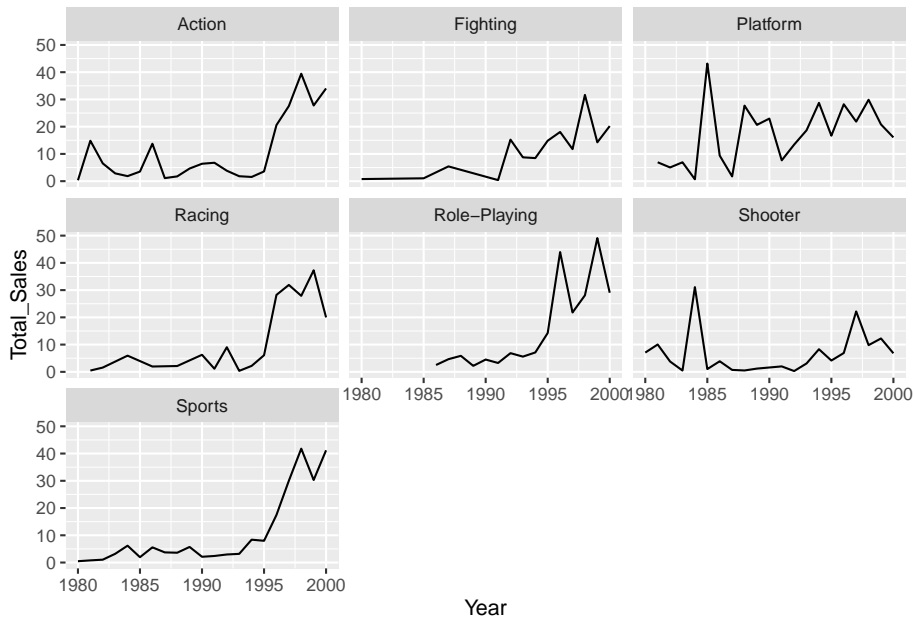 Action Fighting Platform
50
40
30
20
10
0
Racing Role−Playing Shooter
50
40
30
20
10
0
1980 1985 1990 1995 2000 1980 1985 1990 1995 2000
Sports
50
40
30
20
10
0
1980 1985 1990 1995 2000
Total_Sales
Year